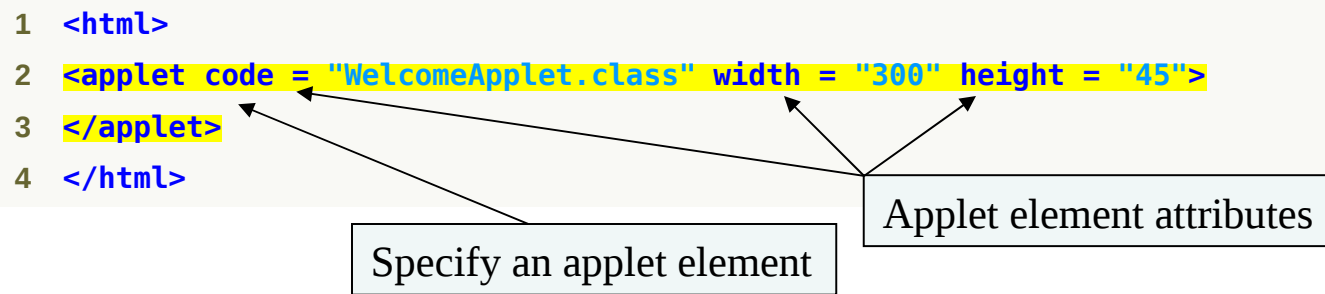 1 <html>
2 <applet code = "WelcomeApplet.class" width = "300" height = "45">
3 </applet>
4 </html>
Applet element attributes
Specify an applet element